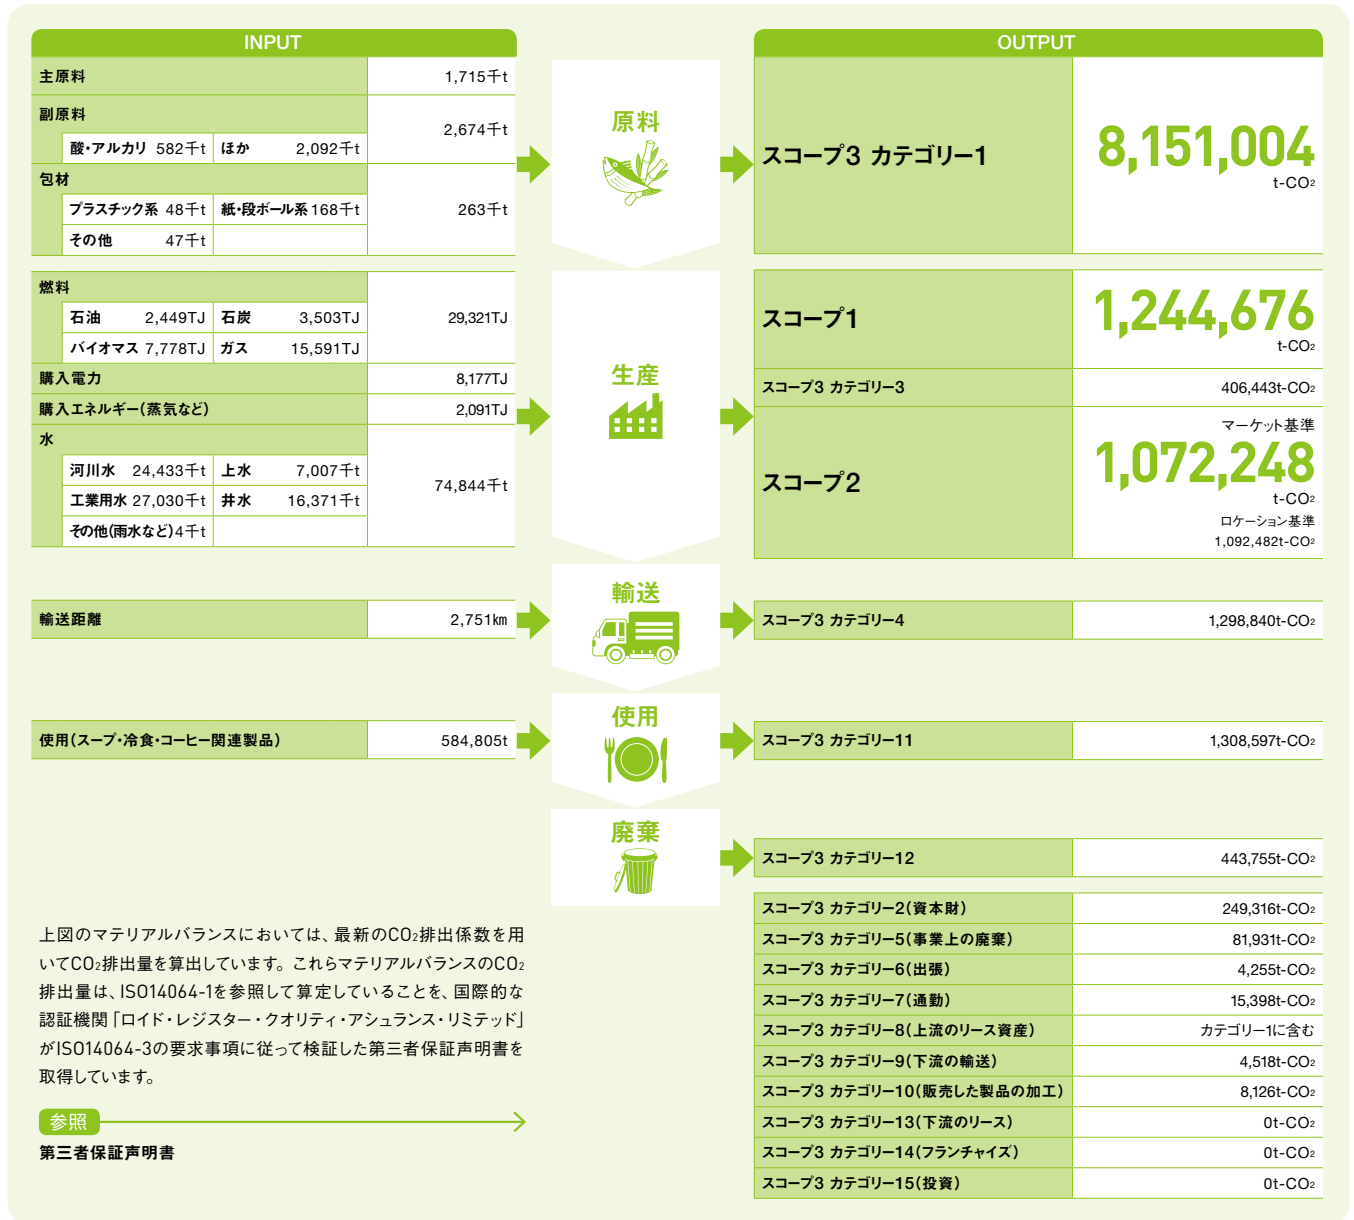 INPUT
主原料 1,715千t
副原料 2,674千t
酸・アルカリ 582千t ほか 2,092千t
包材 263千t
プラスチック系 48千t 紙・段ボール系 168千t
その他 47千t
燃料 29,321TJ
石油 2,449TJ 石炭 3,503TJ
バイオマス 7,778TJ ガス 15,591TJ
購入電力 8,177TJ
購入エネルギー(蒸気など) 2,091TJ
水 74,844千t
河川水 24,433千t 上水 7,007千t
工業用水 27,030千t 井水 16,371千t
その他(雨水など)4千t
輸送距離 2,751㎞
使用(スープ・冷食・コーヒー関連製品) 584,805t
原料
生産
輸送
使用
廃棄
OUTPUT
スコープ3 カテゴリー1 8,151,004
t-CO2
スコープ1 1,244,676
t-CO2
スコープ3 カテゴリー3 406,443t-CO2
マーケット基準
スコープ2 1,072,248
t-CO2
ロケーション基準
1,092,482t-CO2
スコープ3 カテゴリー4 1,298,840t-CO2
スコープ3 カテゴリー11 1,308,597t-CO2
スコープ3 カテゴリー12 443,755t-CO2
スコープ3 カテゴリー2(資本財) 249,316t-CO2
スコープ3 カテゴリー5(事業上の廃棄) 81,931t-CO2
スコープ3 カテゴリー6(出張) 4,255t-CO2
スコープ3 カテゴリー7(通勤) 15,398t-CO2
スコープ3 カテゴリー8(上流のリース資産) カテゴリー1に含む
スコープ3 カテゴリー9(下流の輸送) 4,518t-CO2
スコープ3 カテゴリー10(販売した製品の加工) 8,126t-CO2
スコープ3 カテゴリー13(下流のリース) 0t-CO2
スコープ3 カテゴリー14(フランチャイズ) 0t-CO2
スコープ3 カテゴリー15(投資) 0t-CO2
上図のマテリアルバランスにおいては、最新のCO2排出係数を用
いてCO2排出量を算出しています。これらマテリアルバランスのCO2
排出量は、ISO14064-1を参照して算定していることを、国際的な
認証機関「ロイド・レジスター・クオリティ・アシュランス・リミテッド」
がISO14064-3の要求事項に従って検証した第三者保証声明書を
取得しています。
参照
第三者保証声明書